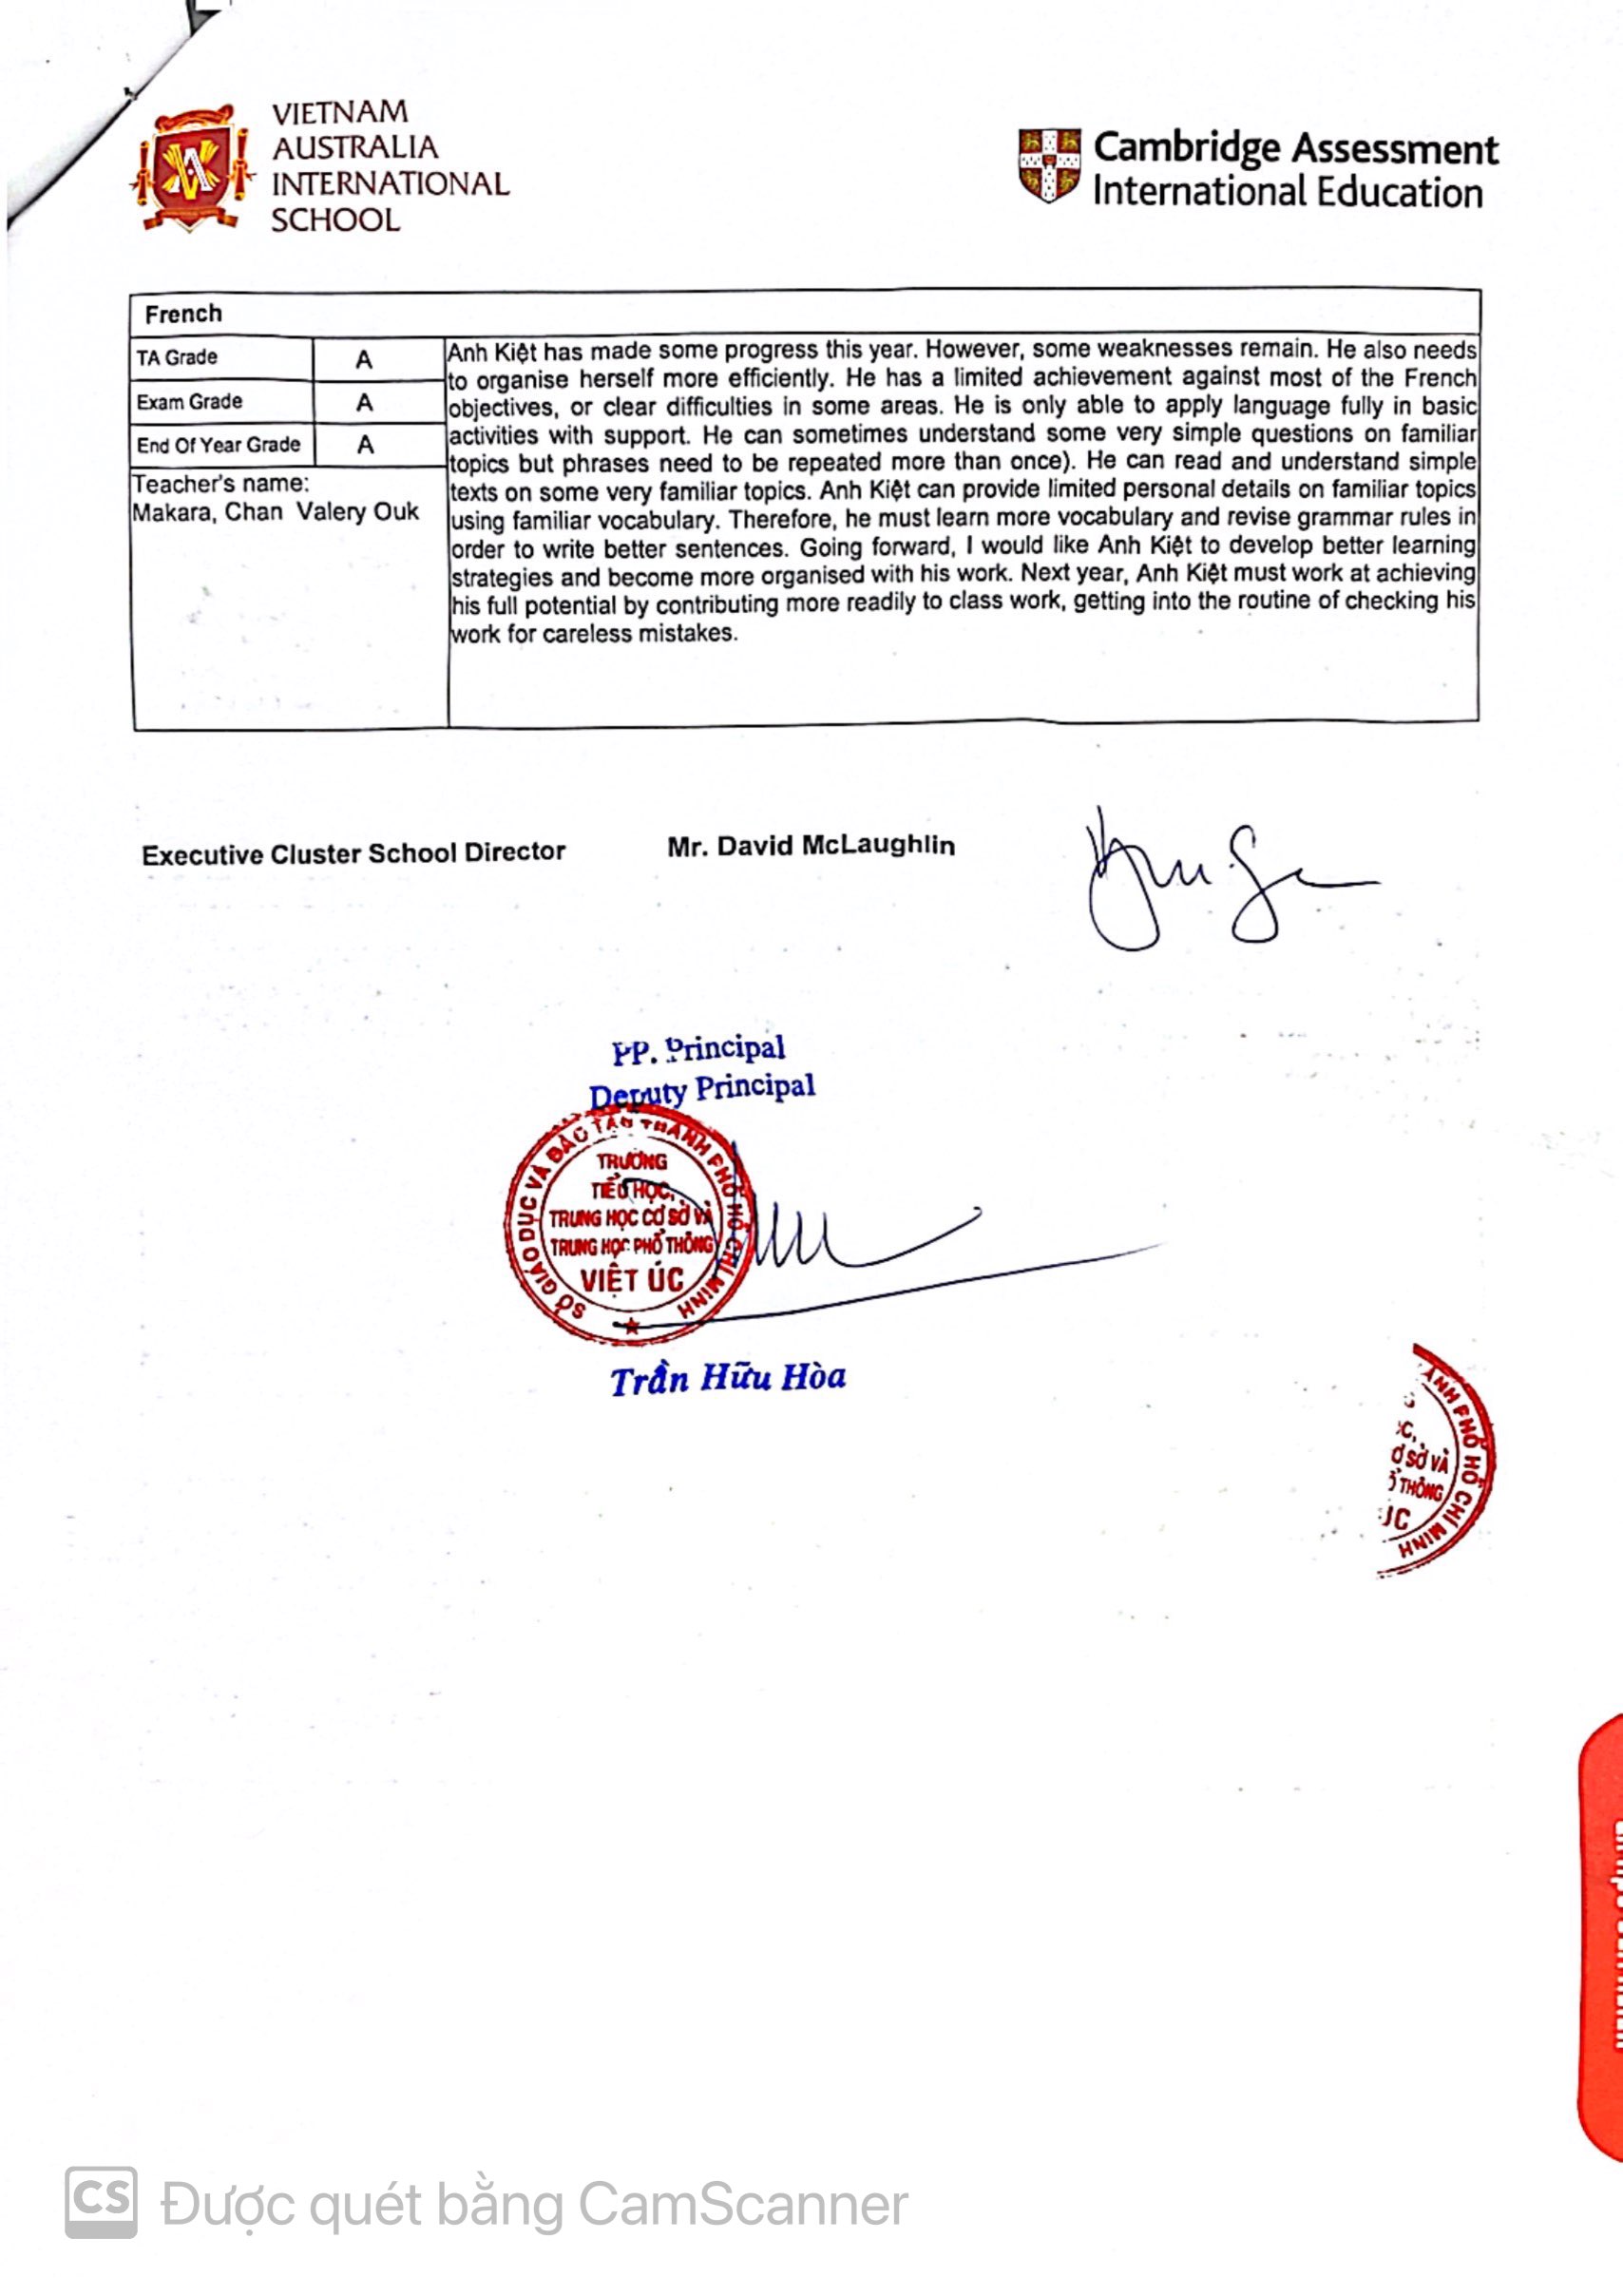 VIETNAM
AUSTRALIA
INTERNATIONAL
SCHOOL
Cambridge Assessment
International Education
French
TA Grade A
Exam Grade A
End Of Year Grade A
Teacher's name:
Makara, Chan Valery Ouk
Anh Kiệt has made some progress this year. However, some weaknesses remain. He also needs
to organise herself more efficiently. He has a limited achievement against most of the French
objectives, or clear difficulties in some areas. He is only able to apply language fully in basic
activities with support. He can sometimes understand some very simple questions on familiar
topics but phrases need to be repeated more than once). He can read and understand simple
texts on some very familiar topics. Anh Kiệt can provide limited personal details on familiar topics
using familiar vocabulary. Therefore, he must learn more vocabulary and revise grammar rules in
order to write better sentences. Going forward, I would like Anh Kiệt to develop better learning
strategies and become more organised with his work. Next year, Anh Kiệt must work at achieving
his full potential by contributing more readily to class work, getting into the routine of checking his
work for careless mistakes.
Executive Cluster School Director Mr. David McLaughlin
PP. Principal
Deputy Principal
SỞ GIÁO DỤC VÀ ĐÀO TẠO THÀNH PHỐ HỒ CHÍ MINH
TRƯỜNG
TIỂU HỌC,
TRUNG HỌC CƠ SỞ VÀ
TRUNG HỌC PHỔ THÔNG
VIỆT ÚC
Trần Hữu Hòa
ÀNH PHỐ HỒ CHÍ MINH
C,
Ơ SỞ VÀ
THÔNG
ÚC
CS Được quét bằng CamScanner